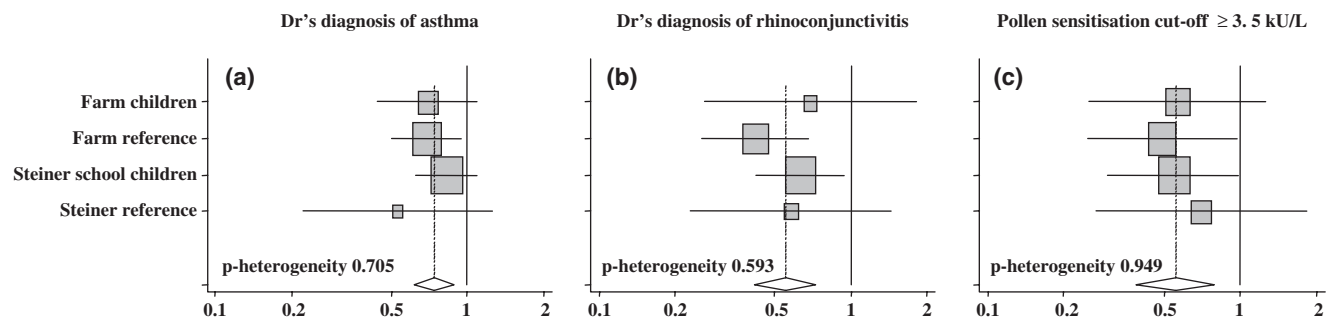 Dr's diagnosis of asthma
Dr's diagnosis of rhinoconjunctivitis
Pollen sensitisation cut-off ≥ 3. 5 kU/L
(a)
(b)
(c)
Farm children
Farm reference
Steiner school children
Steiner reference
p-heterogeneity 0.705
p-heterogeneity 0.593
p-heterogeneity 0.949
0.1 0.2 0.5 1 2
0.1 0.2 0.5 1 2
0.1 0.2 0.5 1 2